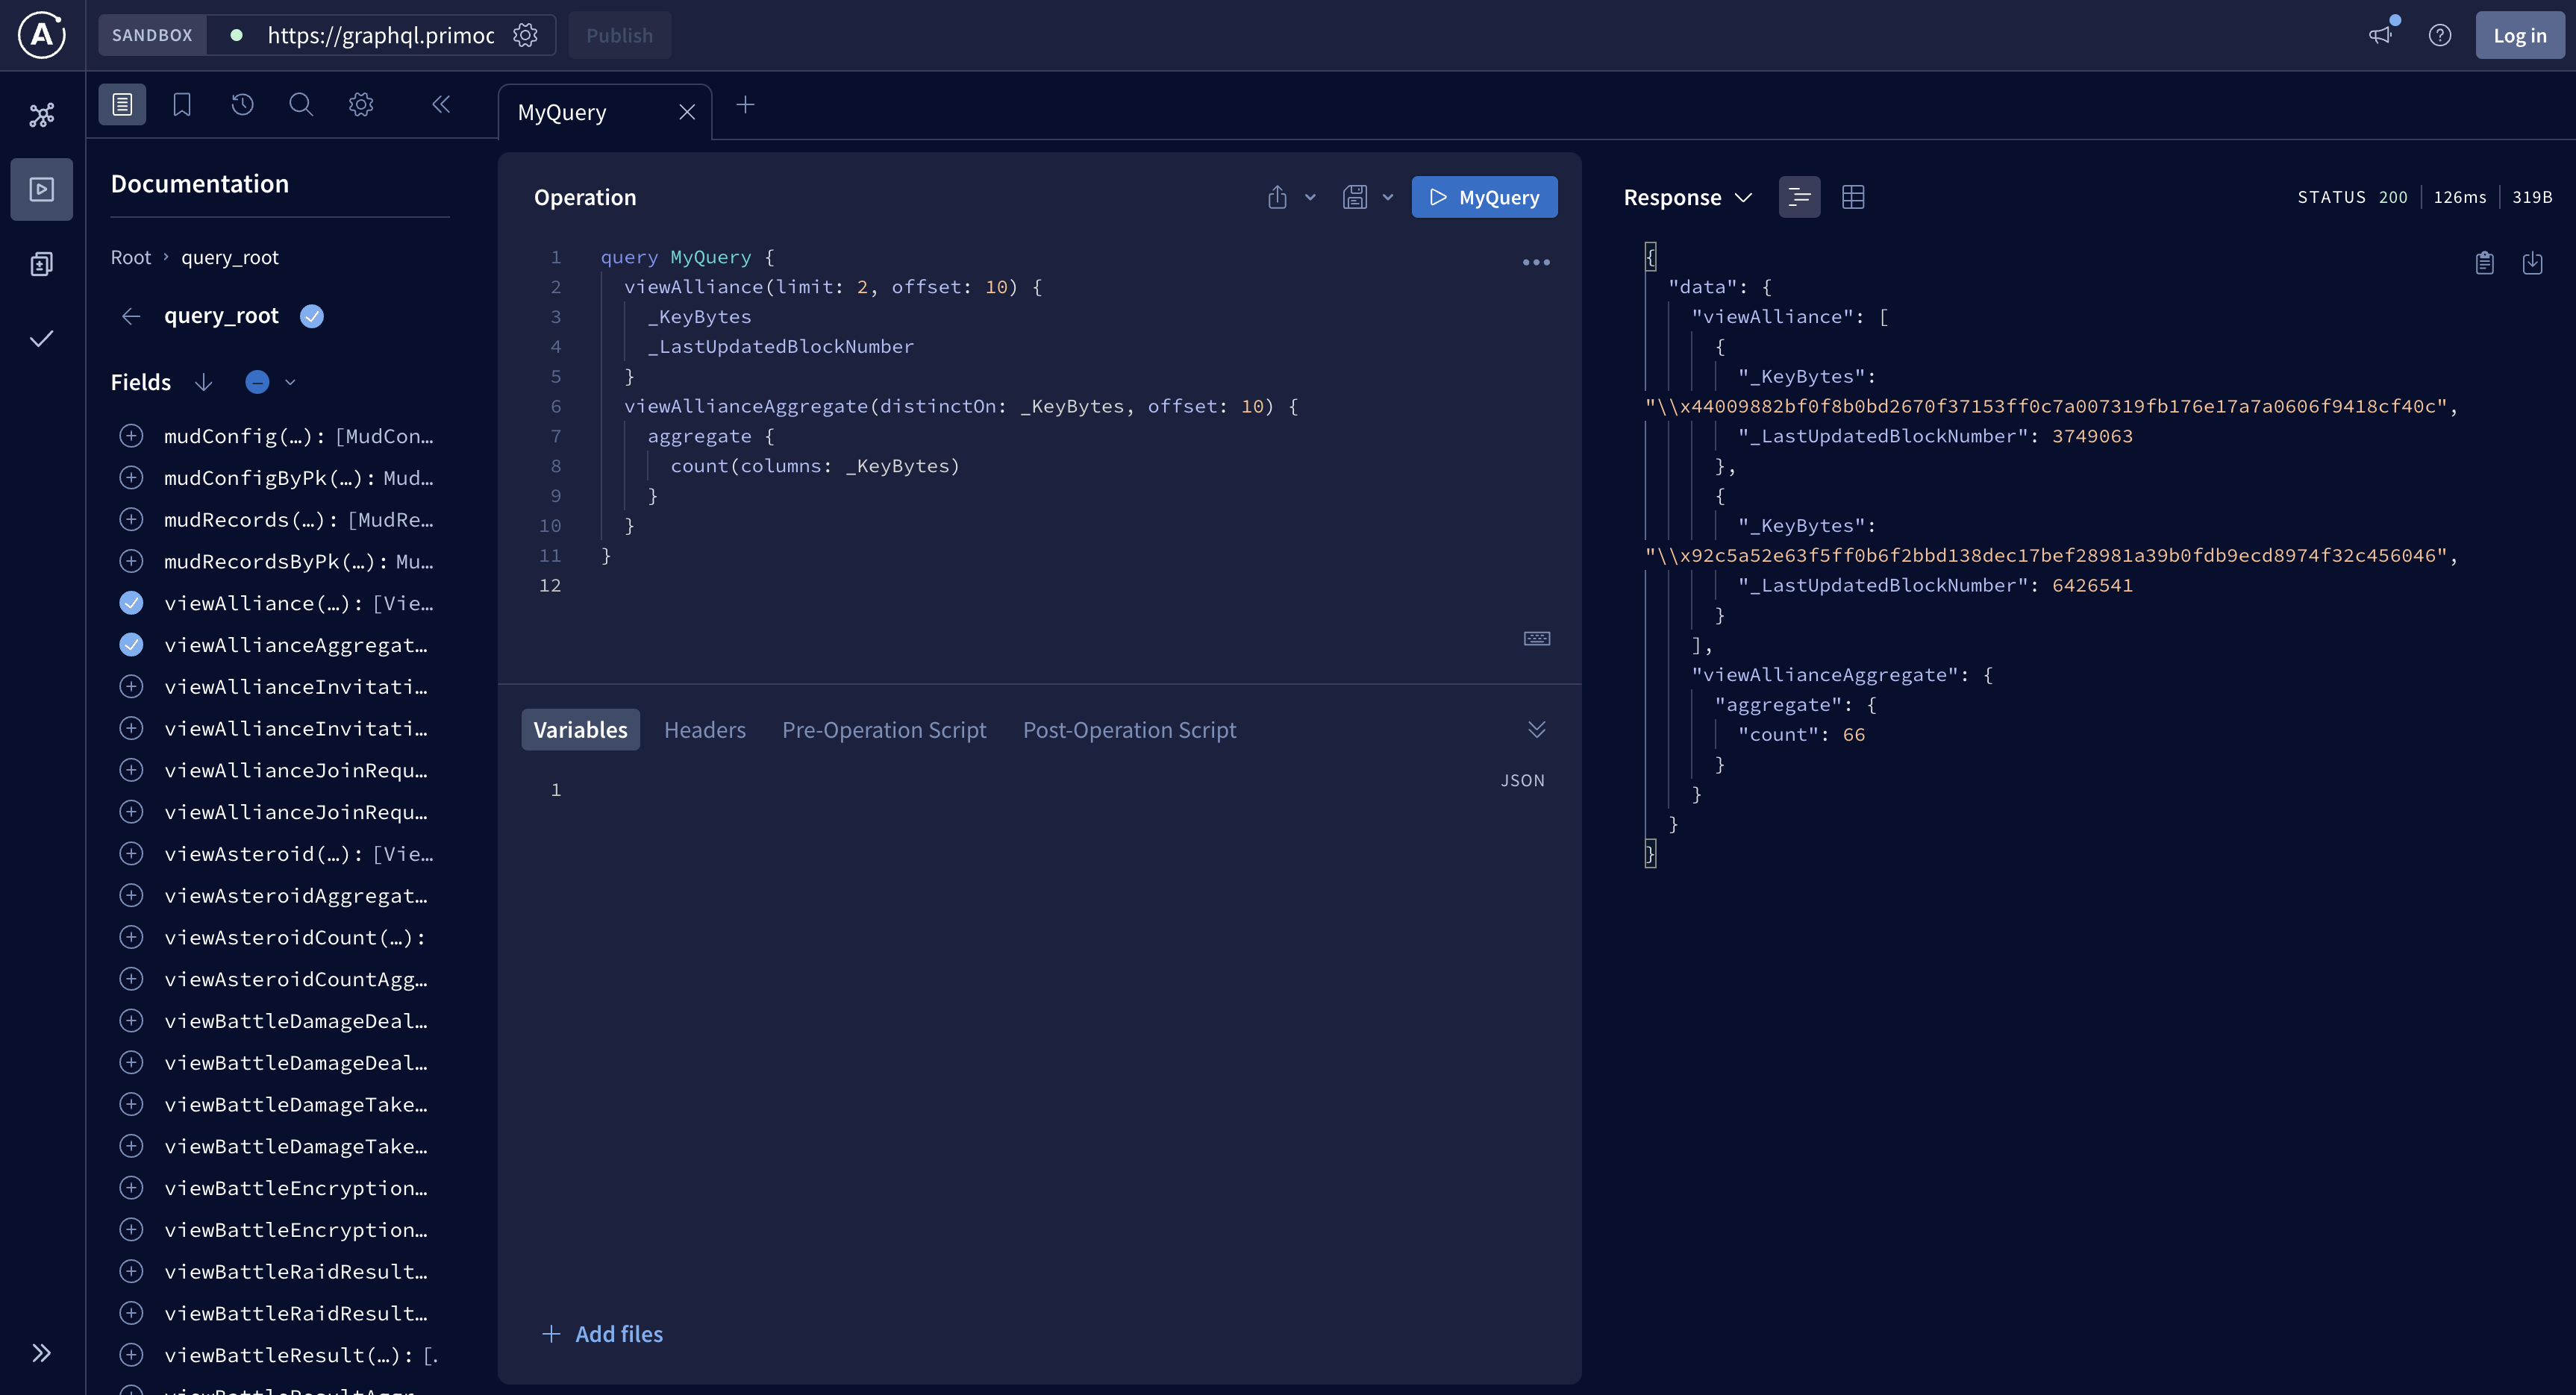 SANDBOX
https://graphql.primoc
Publish
Log in
MyQuery
Documentation
Root › query_root
query_root
Fields
mudConfig(…): [MudCon…
mudConfigByPk(…): Mud…
mudRecords(…): [MudRe…
mudRecordsByPk(…): Mu…
viewAlliance(…): [Vie…
viewAllianceAggregat…
viewAllianceInvitati…
viewAllianceInvitati…
viewAllianceJoinRequ…
viewAllianceJoinRequ…
viewAsteroid(…): [Vie…
viewAsteroidAggregat…
viewAsteroidCount(…):
viewAsteroidCountAgg…
viewBattleDamageDeal…
viewBattleDamageDeal…
viewBattleDamageTake…
viewBattleDamageTake…
viewBattleEncryption…
viewBattleEncryption…
viewBattleRaidResult…
viewBattleRaidResult…
viewBattleResult(…): [.
Operation
MyQuery
1 query MyQuery {
2 viewAlliance(limit: 2, offset: 10) {
3 _KeyBytes
4 _LastUpdatedBlockNumber
5 }
6 viewAllianceAggregate(distinctOn: _KeyBytes, offset: 10) {
7 aggregate {
8 count(columns: _KeyBytes)
9 }
10 }
11 }
12
Variables Headers Pre-Operation Script Post-Operation Script
JSON
1
Add files
Response
STATUS 200 126ms 319B
{
"data": {
"viewAlliance": [
{
"_KeyBytes":
"\\x44009882bf0f8b0bd2670f37153ff0c7a007319fb176e17a7a0606f9418cf40c",
"_LastUpdatedBlockNumber": 3749063
},
{
"_KeyBytes":
"\\x92c5a52e63f5ff0b6f2bbd138dec17bef28981a39b0fdb9ecd8974f32c456046",
"_LastUpdatedBlockNumber": 6426541
}
],
"viewAllianceAggregate": {
"aggregate": {
"count": 66
}
}
}
}